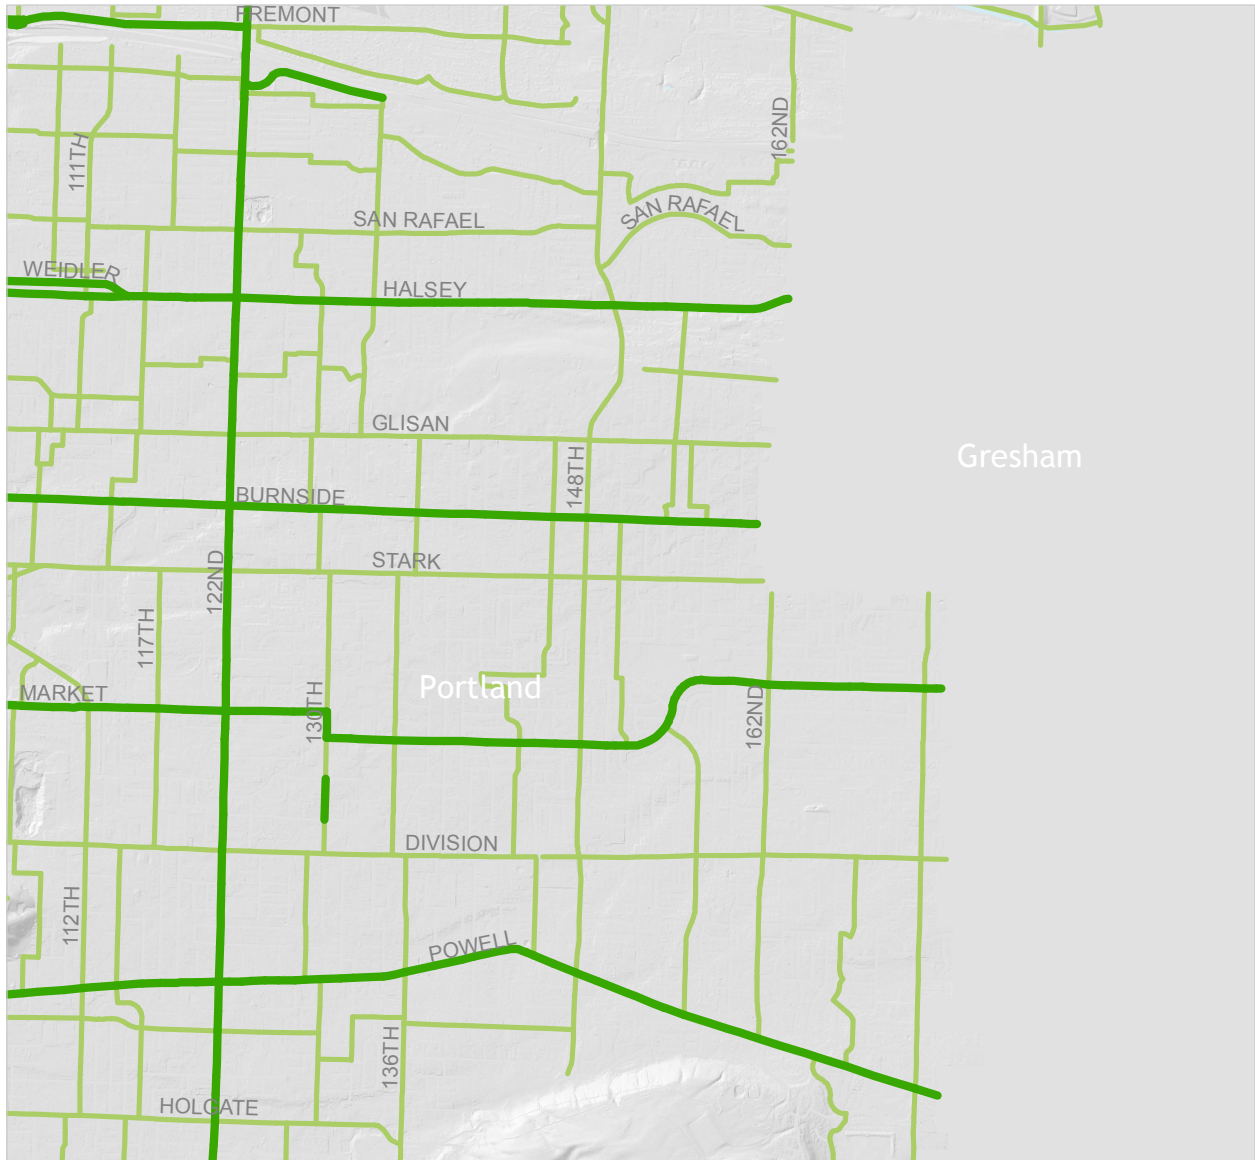 FREMONT
162ND
111TH
SAN RAFAEL
SAN RAFAEL
WEIDLER
HALSEY
GLISAN
Gresham
148TH
BURNSIDE
STARK
122ND
117TH
MARKET
Portland
130TH
162ND
DIVISION
112TH
POWELL
136TH
HOLGATE